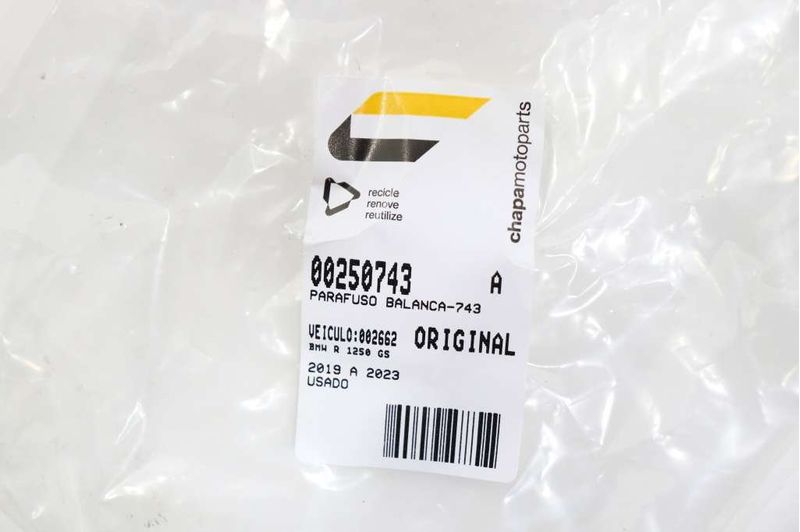 chapamotoparts
recicle
renove
reutilize
00250743 A
PARAFUSO BALANCA-743
VEICULO:002662 ORIGINAL
BMW R 1250 GS
2019 A 2023
USADO